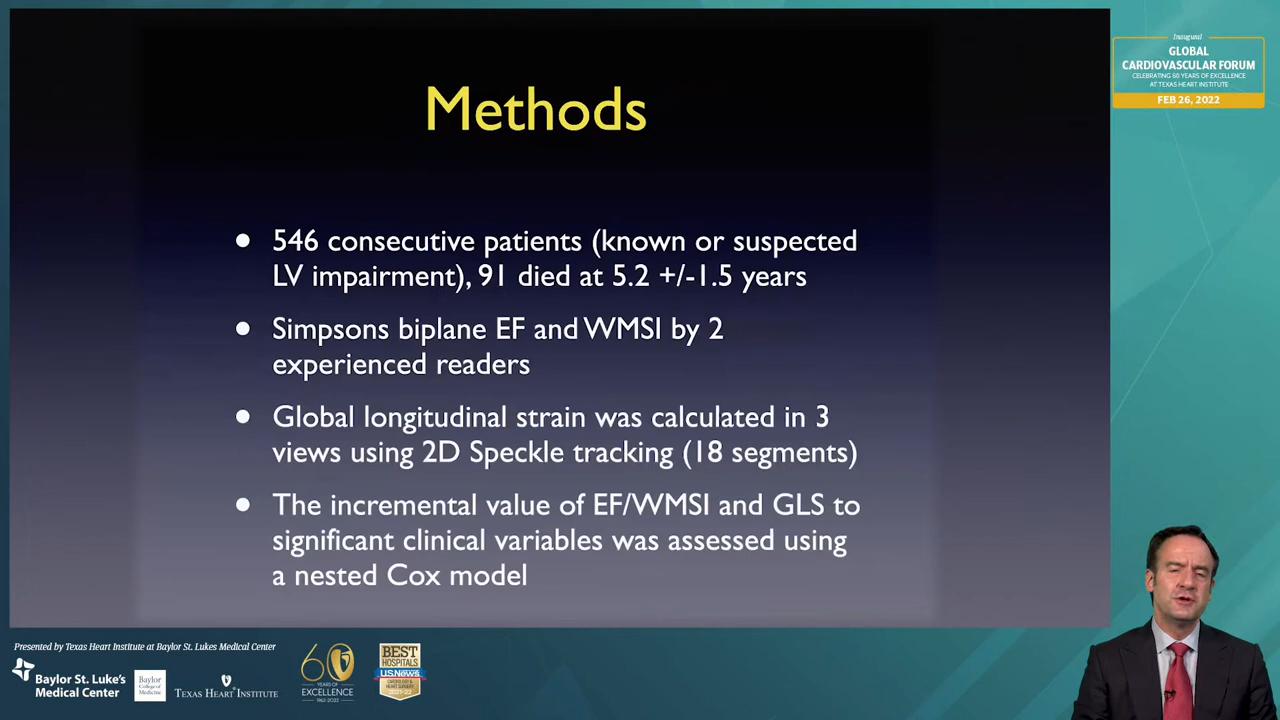 Inaugural
GLOBAL
CARDIOVASCULAR FORUM
CELEBRATING 60 YEARS OF EXCELLENCE
AT TEXAS HEART INSTITUTE
FEB 26, 2022
Methods
• 546 consecutive patients (known or suspected
LV impairment), 91 died at 5.2 +/-1.5 years
• Simpsons biplane EF and WMSI by 2
experienced readers
• Global longitudinal strain was calculated in 3
views using 2D Speckle tracking (18 segments)
• The incremental value of EF/WMSI and GLS to
significant clinical variables was assessed using
a nested Cox model
Presented by Texas Heart Institute at Baylor St. Lukes Medical Center
Baylor St. Luke's
Medical Center
Baylor
College of
Medicine
TEXAS HEART INSTITUTE
60
YEARS OF
EXCELLENCE
BEST
HOSPITALS
U.S. News